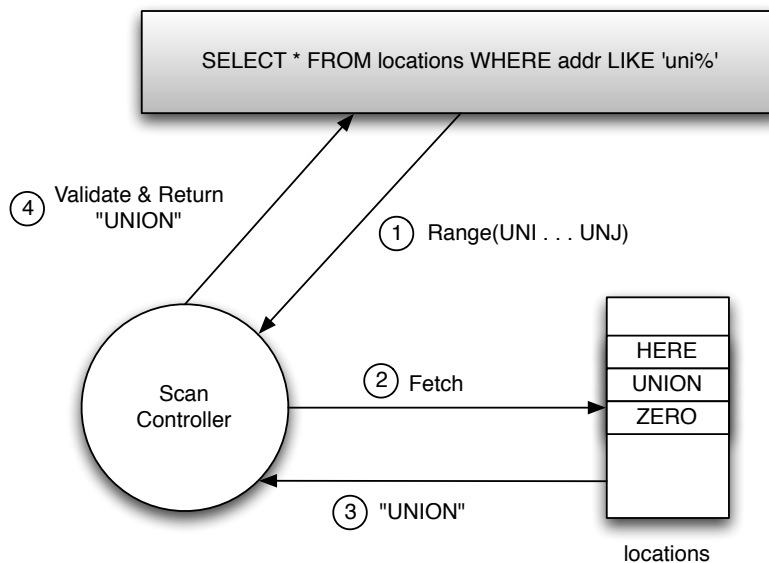 SELECT * FROM locations WHERE addr LIKE 'uni%'
4 Validate & Return
"UNION"
1 Range(UNI . . . UNJ)
HERE
2 Fetch
UNION
Scan
Controller
ZERO
3 "UNION"
locations